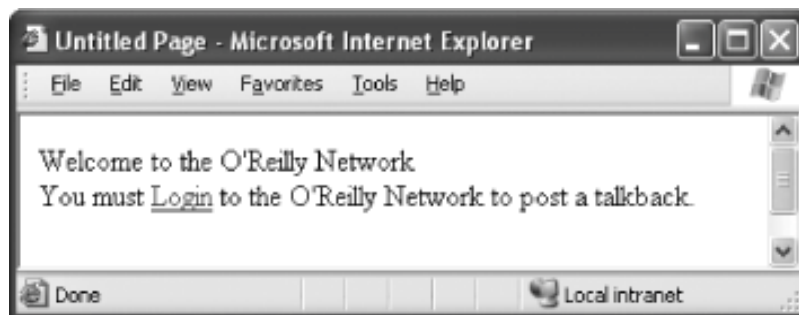 Untitled Page - Microsoft Internet Explorer
File Edit View Favorites Tools Help
Welcome to the O'Reilly Network
You must Login to the O'Reilly Network to post a talkback.
Done
Local intranet